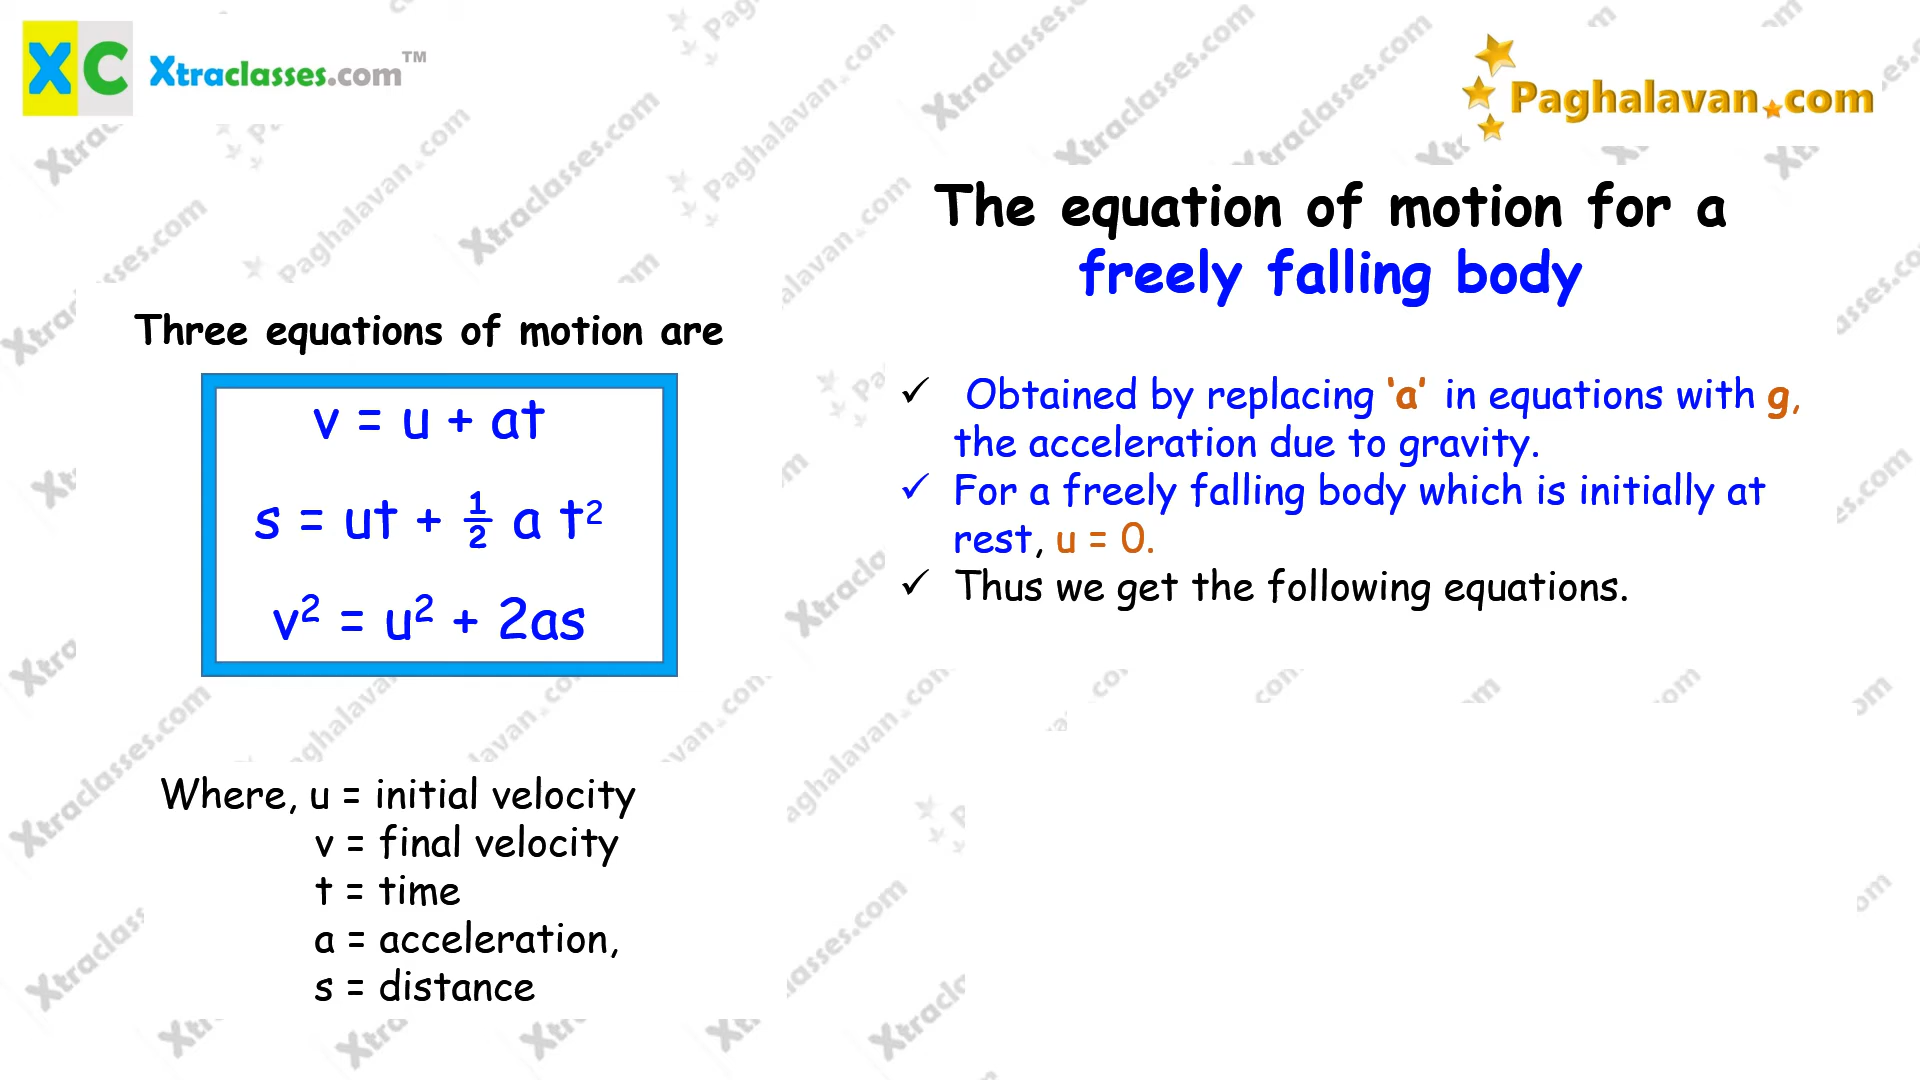 XC Xtraclasses.com™
Paghalavan.com
Three equations of motion are
v = u + at
s = ut + ½ a t²
v² = u² + 2as
Where, u = initial velocity
v = final velocity
t = time
a = acceleration,
s = distance
The equation of motion for a
freely falling body
✓ Obtained by replacing ‘a’ in equations with g,
the acceleration due to gravity.
✓ For a freely falling body which is initially at
rest, u = 0.
✓ Thus we get the following equations.